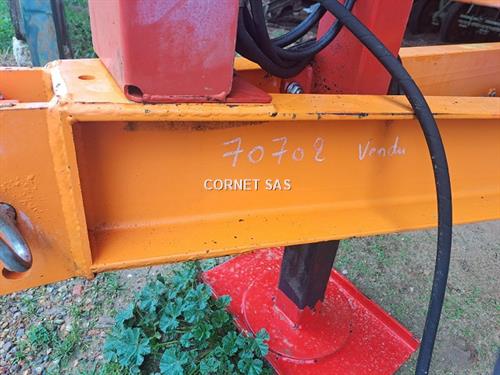 70702 Vendu
CORNET SAS